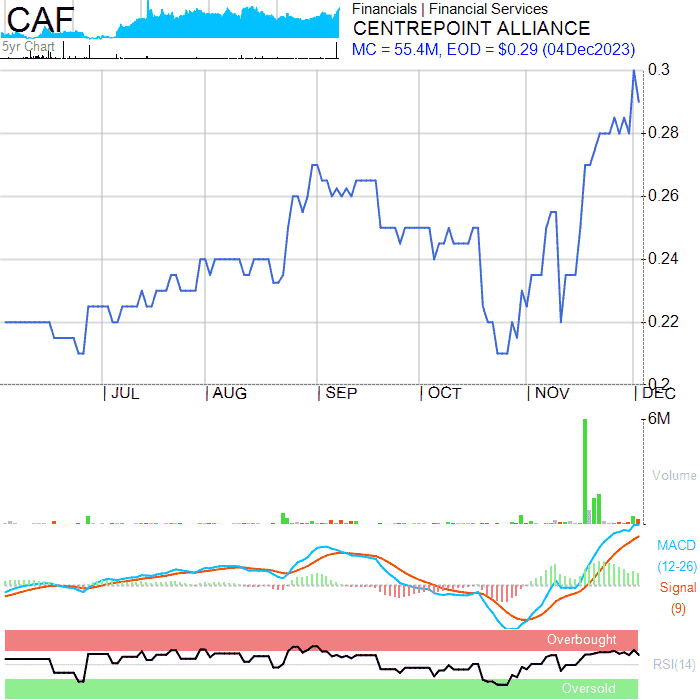 CAF
Financials | Financial Services
CENTREPOINT ALLIANCE
5yr Chart
MC = 55.4M, EOD = $0.29 (04Dec2023)
0.3
0.28
0.26
0.24
0.22
0.2
JUL AUG SEP OCT NOV DEC
6M
Volume
MACD
(12-26)
Signal
(9)
Overbought
RSI(14)
Oversold